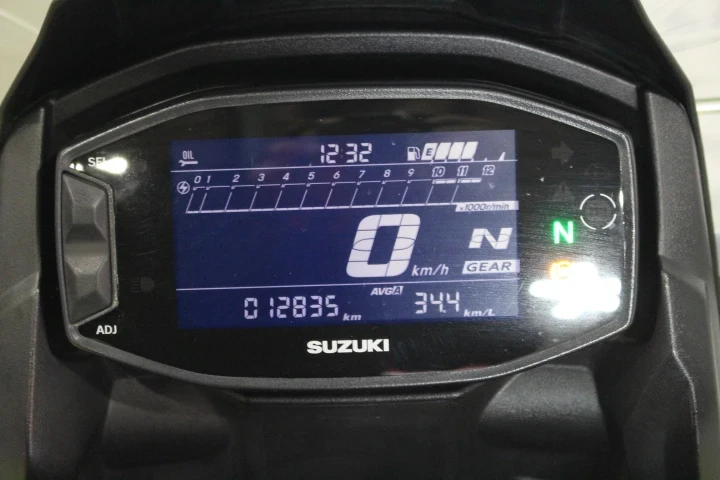 SEL
OIL 12:32 E
0 1 2 3 4 5 6 7 8 9 10 11 12
x1000r/min
0 km/h N
N
GEAR
AVG A
012835 km 34.4 km/L
ADJ
SUZUKI